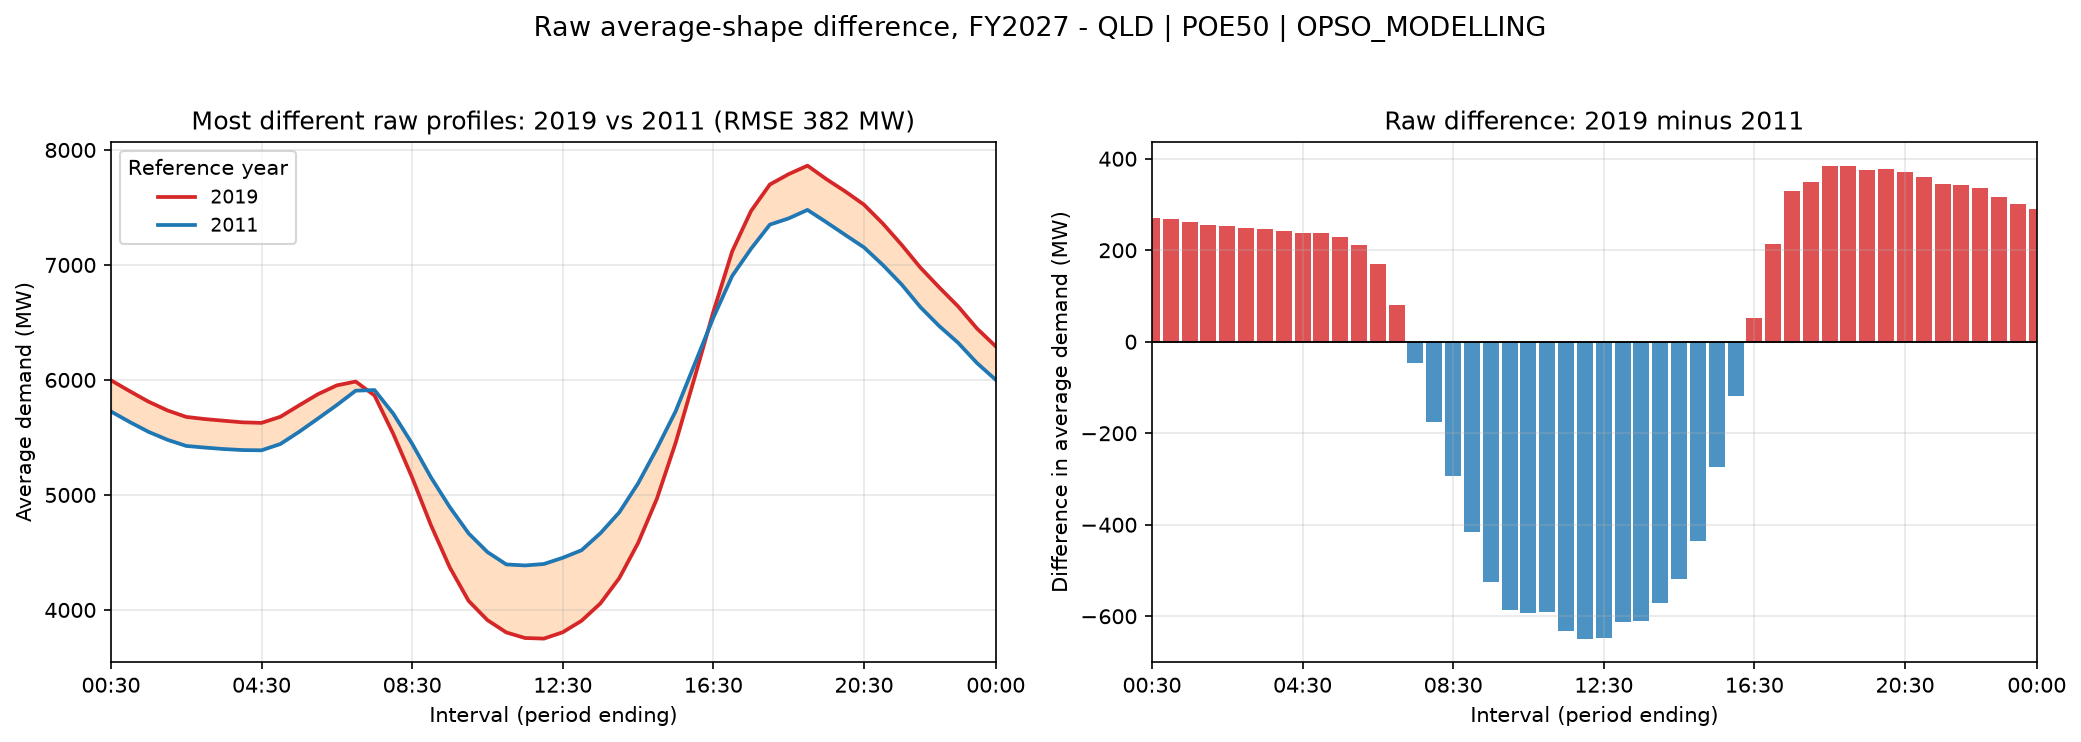 Raw average-shape difference, FY2027 - QLD | POE50 | OPSO_MODELLING
Most different raw profiles: 2019 vs 2011 (RMSE 382 MW)
Reference year
2019
2011
Average demand (MW)
8000
7000
6000
5000
4000
00:30 04:30 08:30 12:30 16:30 20:30 00:00
Interval (period ending)
Raw difference: 2019 minus 2011
Difference in average demand (MW)
400
200
0
−200
−400
−600
00:30 04:30 08:30 12:30 16:30 20:30 00:00
Interval (period ending)